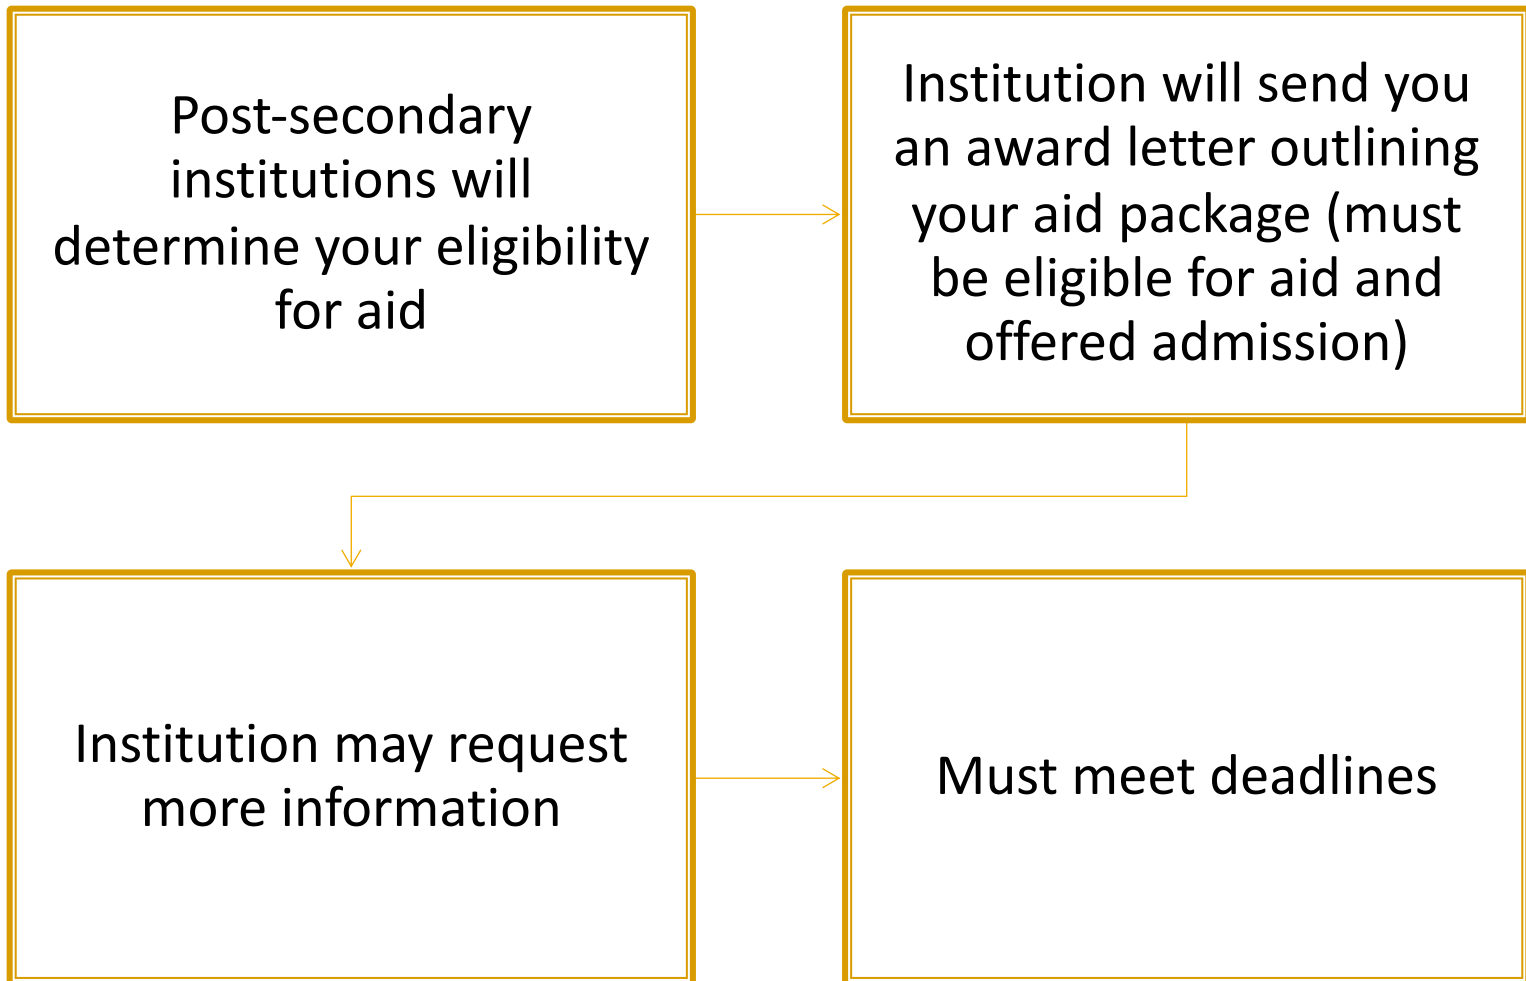 Post-secondary
institutions will
determine your eligibility
for aid
Institution will send you
an award letter outlining
your aid package (must
be eligible for aid and
offered admission)
Institution may request
more information
Must meet deadlines